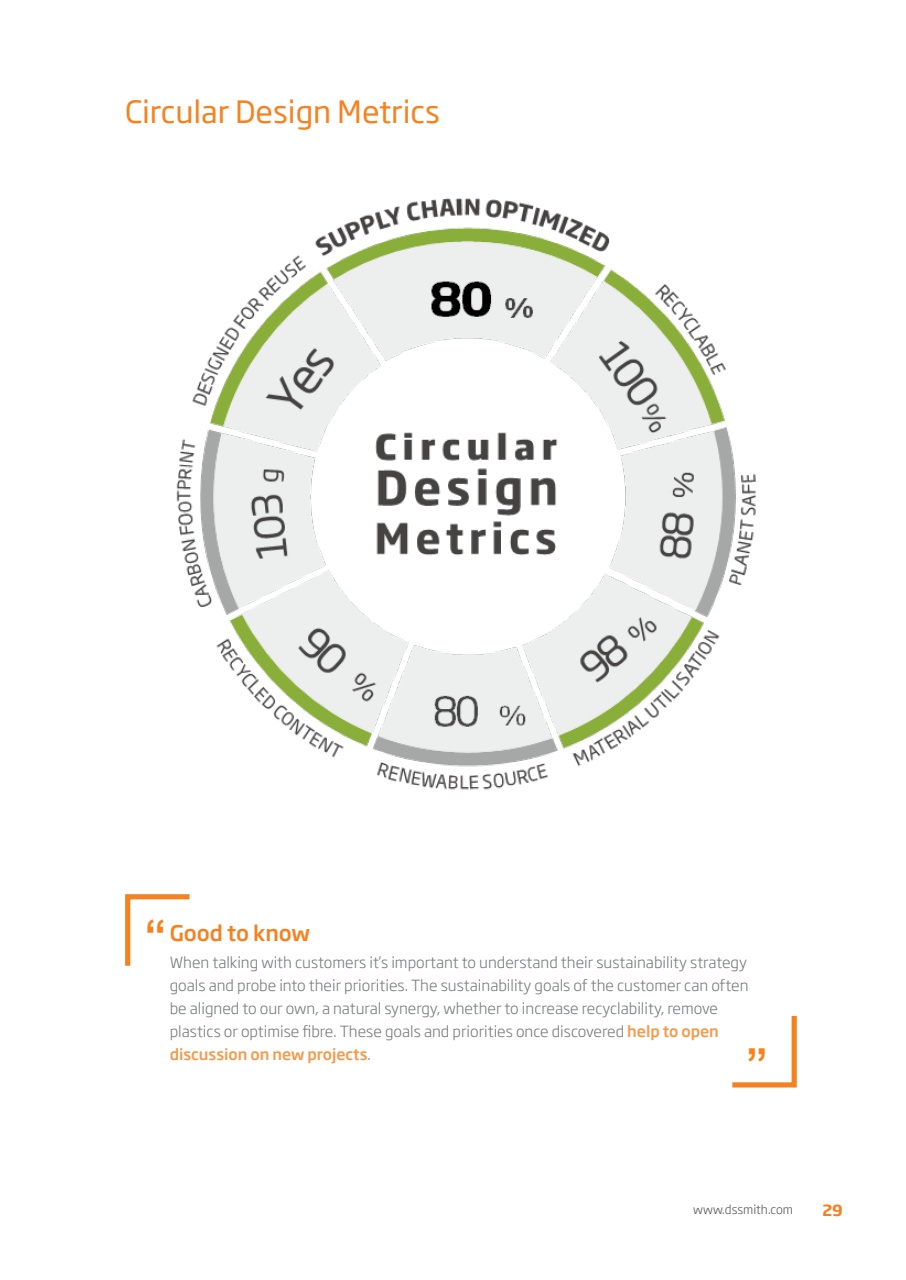 Circular Design Metrics
SUPPLY CHAIN OPTIMIZED
80 %
RECYCLABLE
100%
PLANET SAFE
88 %
MATERIAL UTILISATION
98 %
RENEWABLE SOURCE
80 %
RECYCLED CONTENT
90 %
CARBON FOOTPRINT
103 g
DESIGNED FOR REUSE
Yes
Circular
Design
Metrics
“ Good to know
When talking with customers it’s important to understand their sustainability strategy
goals and probe into their priorities. The sustainability goals of the customer can often
be aligned to our own, a natural synergy, whether to increase recyclability, remove
plastics or optimise fibre. These goals and priorities once discovered help to open
discussion on new projects.
”
www.dssmith.com 29